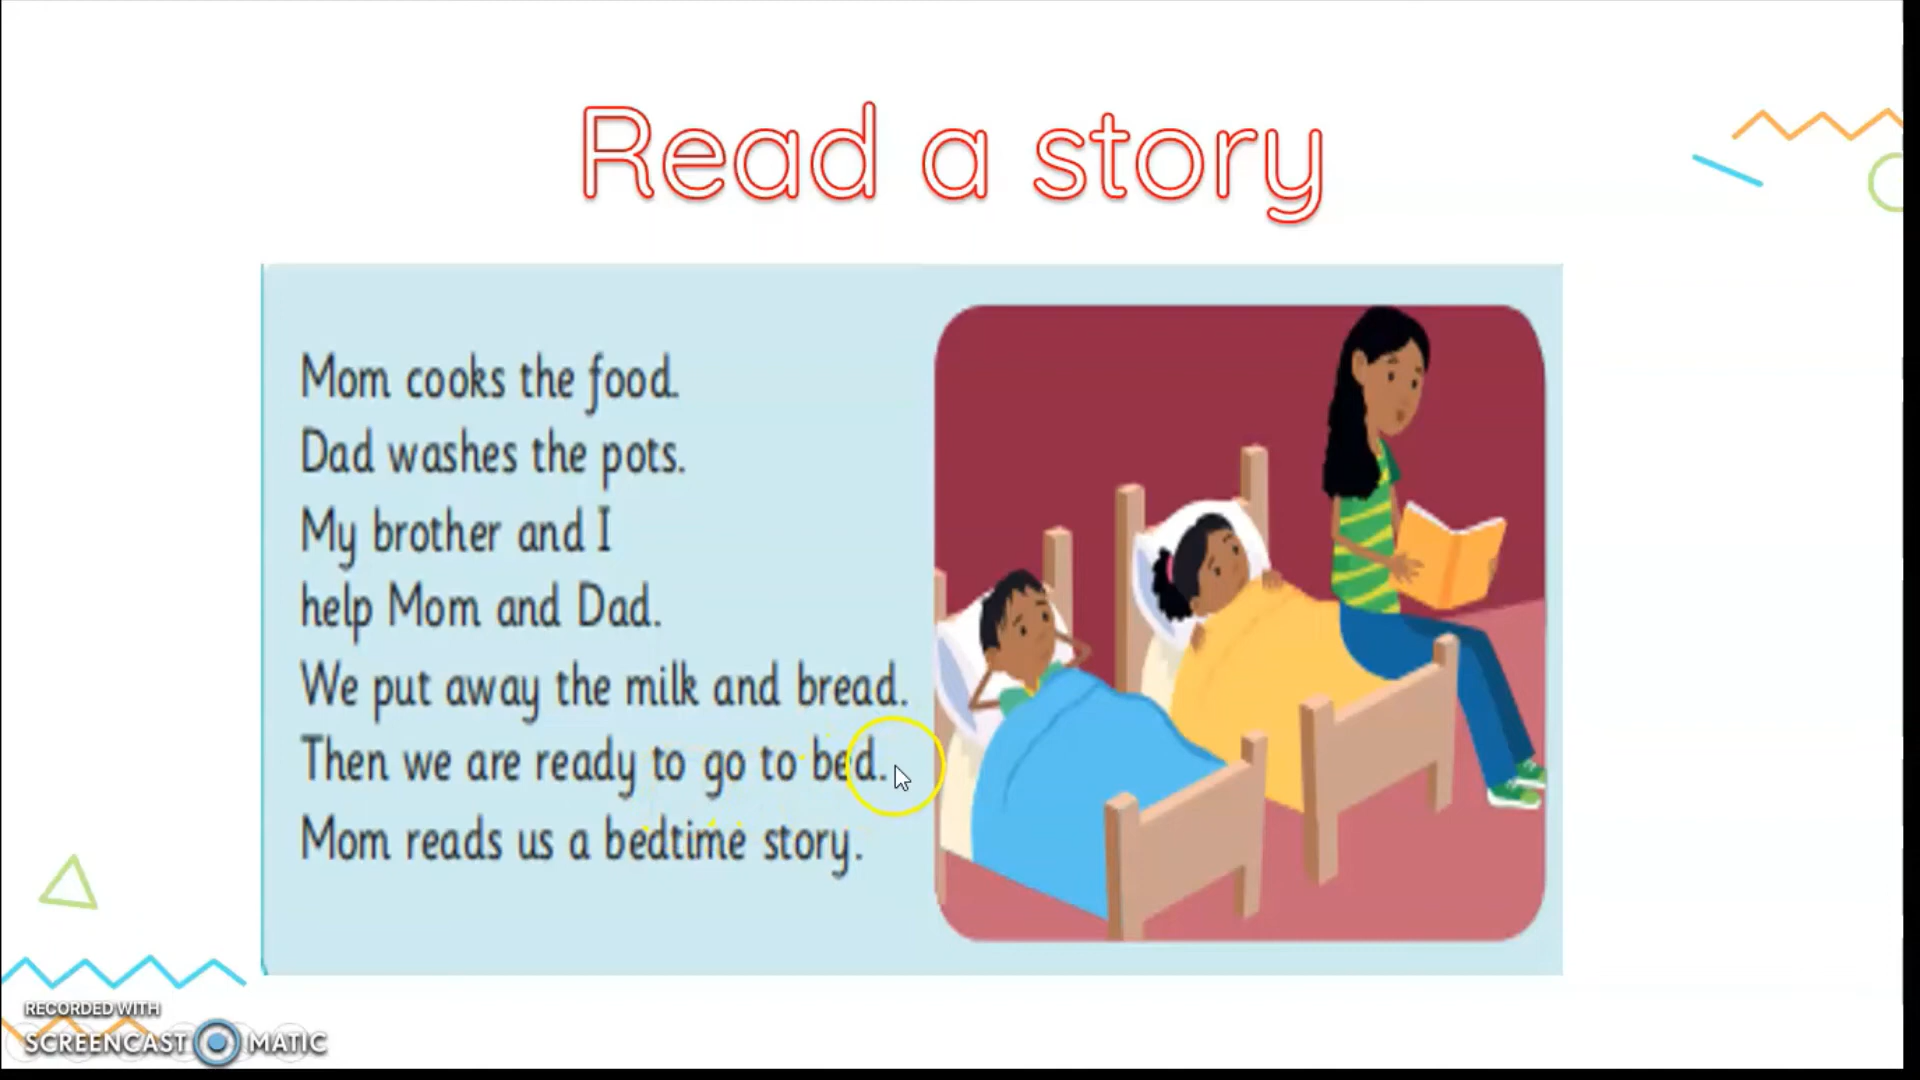 Read a story
Mom cooks the food.
Dad washes the pots.
My brother and I
help Mom and Dad.
We put away the milk and bread.
Then we are ready to go to bed.
Mom reads us a bedtime story.
RECORDED WITH
SCREENCAST MATIC